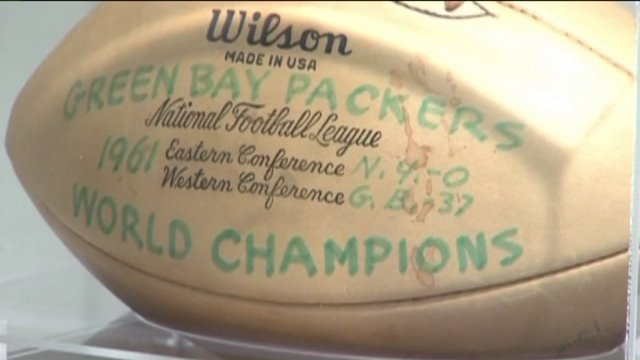 Wilson
MADE IN USA
GREEN BAY PACKERS
National Football League
1961 Eastern Conference N.Y.-0
Western Conference G.B.-37
WORLD CHAMPIONS